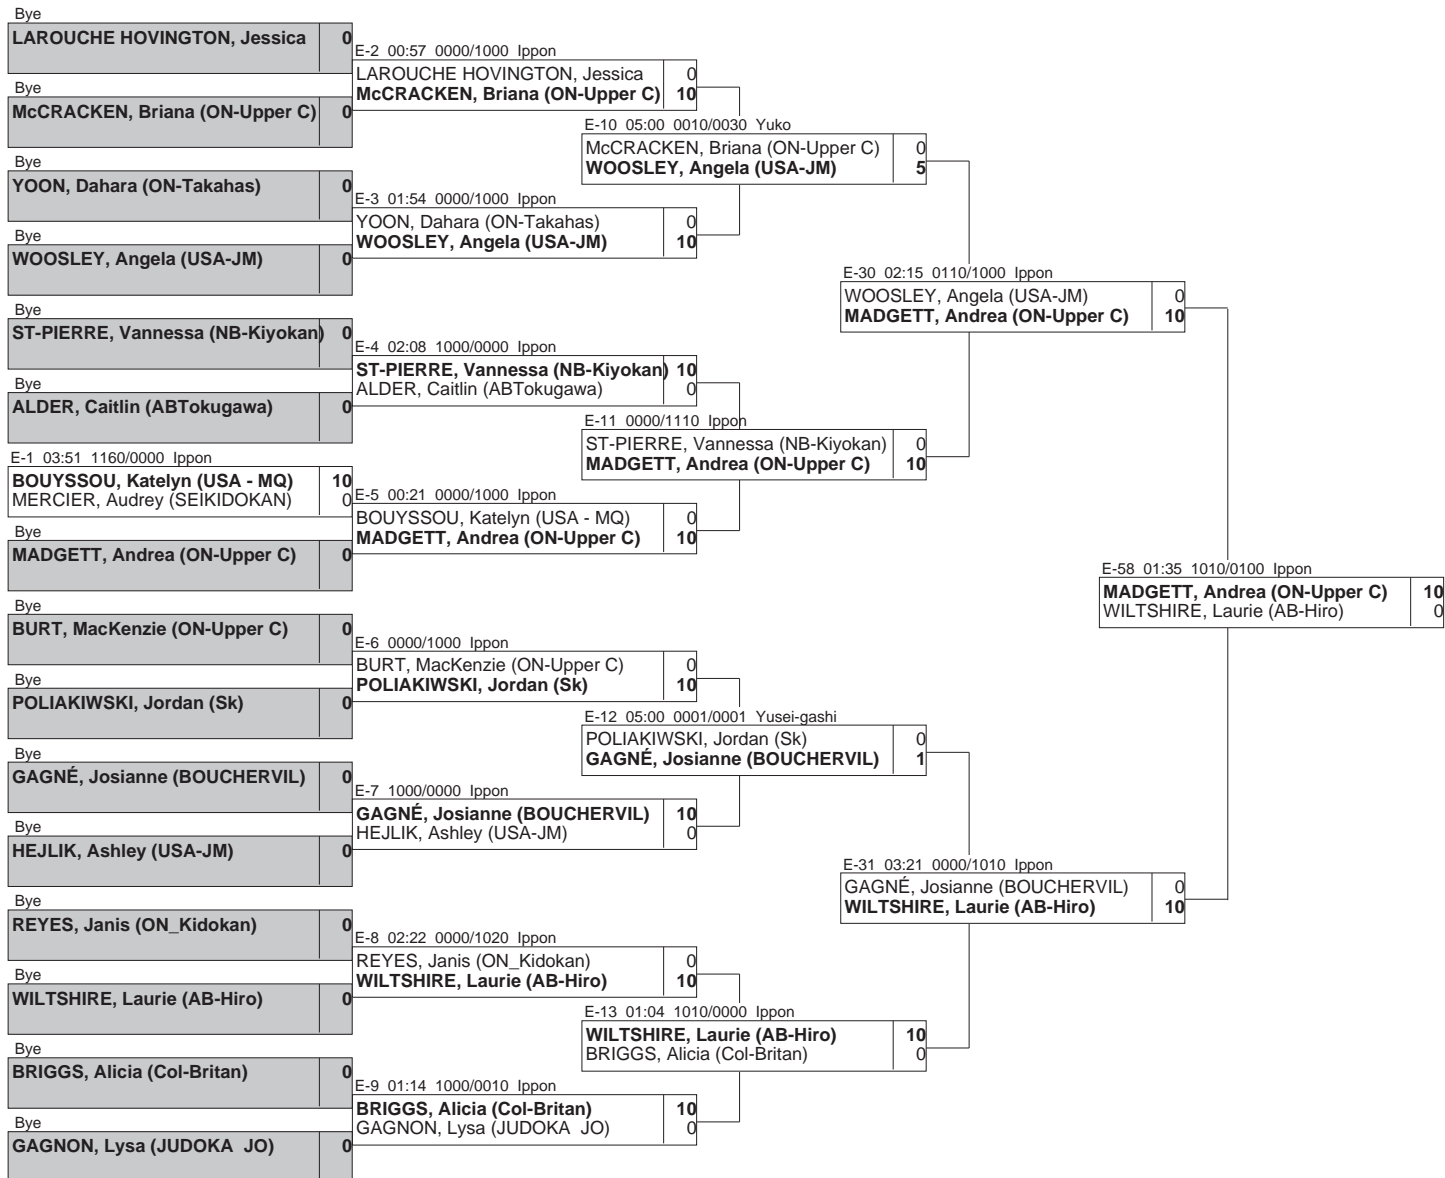 Bye
LAROUCHE HOVINGTON, Jessica 0
Bye
McCRACKEN, Briana (ON-Upper C) 0
Bye
YOON, Dahara (ON-Takahas) 0
Bye
WOOSLEY, Angela (USA-JM) 0
Bye
ST-PIERRE, Vannessa (NB-Kiyokan) 0
Bye
ALDER, Caitlin (ABTokugawa) 0
E-1 03:51 1160/0000 Ippon
BOUYSSOU, Katelyn (USA - MQ) 10
MERCIER, Audrey (SEIKIDOKAN) 0
Bye
MADGETT, Andrea (ON-Upper C) 0
Bye
BURT, MacKenzie (ON-Upper C) 0
Bye
POLIAKIWSKI, Jordan (Sk) 0
Bye
GAGNÉ, Josianne (BOUCHERVIL) 0
Bye
HEJLIK, Ashley (USA-JM) 0
Bye
REYES, Janis (ON_Kidokan) 0
Bye
WILTSHIRE, Laurie (AB-Hiro) 0
Bye
BRIGGS, Alicia (Col-Britan) 0
Bye
GAGNON, Lysa (JUDOKA JO) 0
E-2 00:57 0000/1000 Ippon
LAROUCHE HOVINGTON, Jessica 0
McCRACKEN, Briana (ON-Upper C) 10
E-3 01:54 0000/1000 Ippon
YOON, Dahara (ON-Takahas) 0
WOOSLEY, Angela (USA-JM) 10
E-4 02:08 1000/0000 Ippon
ST-PIERRE, Vannessa (NB-Kiyokan) 10
ALDER, Caitlin (ABTokugawa) 0
E-5 00:21 0000/1000 Ippon
BOUYSSOU, Katelyn (USA - MQ) 0
MADGETT, Andrea (ON-Upper C) 10
E-6 0000/1000 Ippon
BURT, MacKenzie (ON-Upper C) 0
POLIAKIWSKI, Jordan (Sk) 10
E-7 1000/0000 Ippon
GAGNÉ, Josianne (BOUCHERVIL) 10
HEJLIK, Ashley (USA-JM) 0
E-8 02:22 0000/1020 Ippon
REYES, Janis (ON_Kidokan) 0
WILTSHIRE, Laurie (AB-Hiro) 10
E-9 01:14 1000/0010 Ippon
BRIGGS, Alicia (Col-Britan) 10
GAGNON, Lysa (JUDOKA JO) 0
E-10 05:00 0010/0030 Yuko
McCRACKEN, Briana (ON-Upper C) 0
WOOSLEY, Angela (USA-JM) 5
E-11 0000/1110 Ippon
ST-PIERRE, Vannessa (NB-Kiyokan) 0
MADGETT, Andrea (ON-Upper C) 10
E-12 05:00 0001/0001 Yusei-gashi
POLIAKIWSKI, Jordan (Sk) 0
GAGNÉ, Josianne (BOUCHERVIL) 1
E-13 01:04 1010/0000 Ippon
WILTSHIRE, Laurie (AB-Hiro) 10
BRIGGS, Alicia (Col-Britan) 0
E-30 02:15 0110/1000 Ippon
WOOSLEY, Angela (USA-JM) 0
MADGETT, Andrea (ON-Upper C) 10
E-31 03:21 0000/1010 Ippon
GAGNÉ, Josianne (BOUCHERVIL) 0
WILTSHIRE, Laurie (AB-Hiro) 10
E-58 01:35 1010/0100 Ippon
MADGETT, Andrea (ON-Upper C) 10
WILTSHIRE, Laurie (AB-Hiro) 0